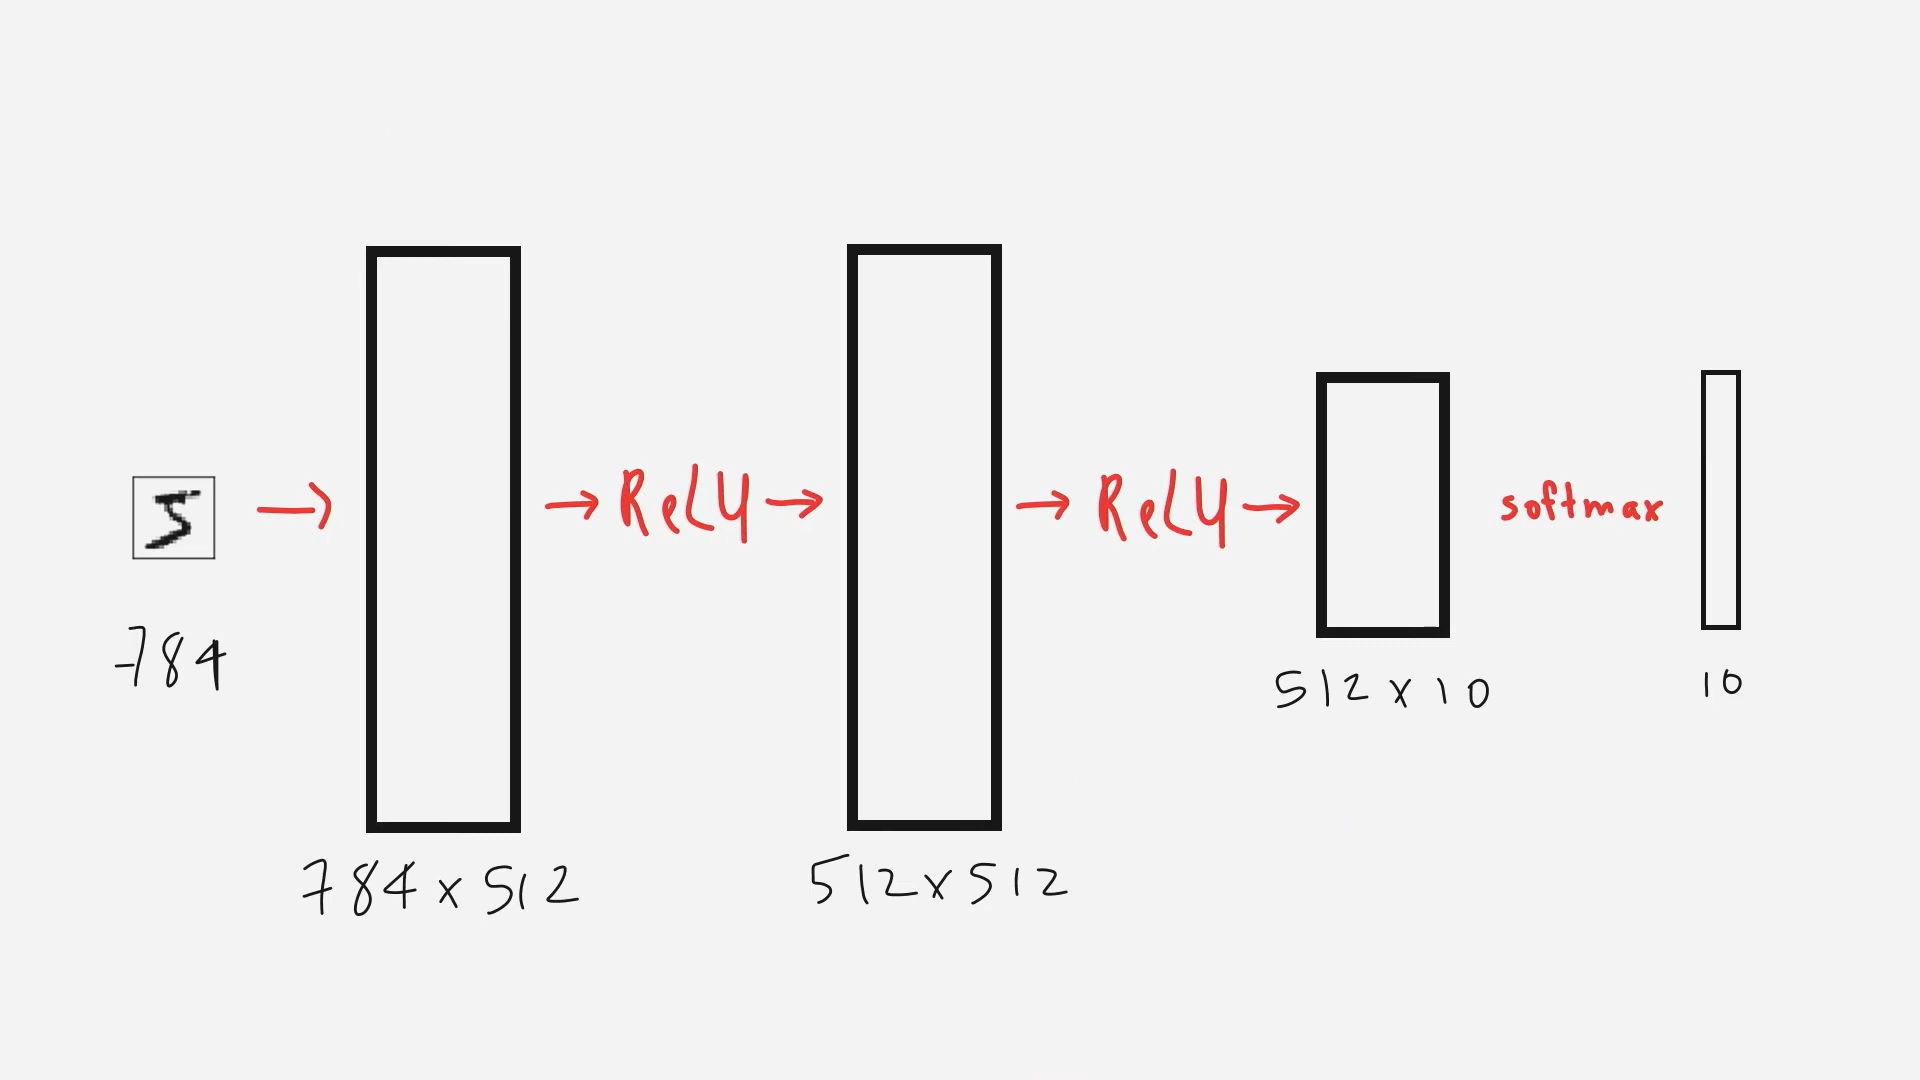 5
→ ReLU →
→ ReLU →
softmax
784
784 x 512
512 x 512
512 x 10
10